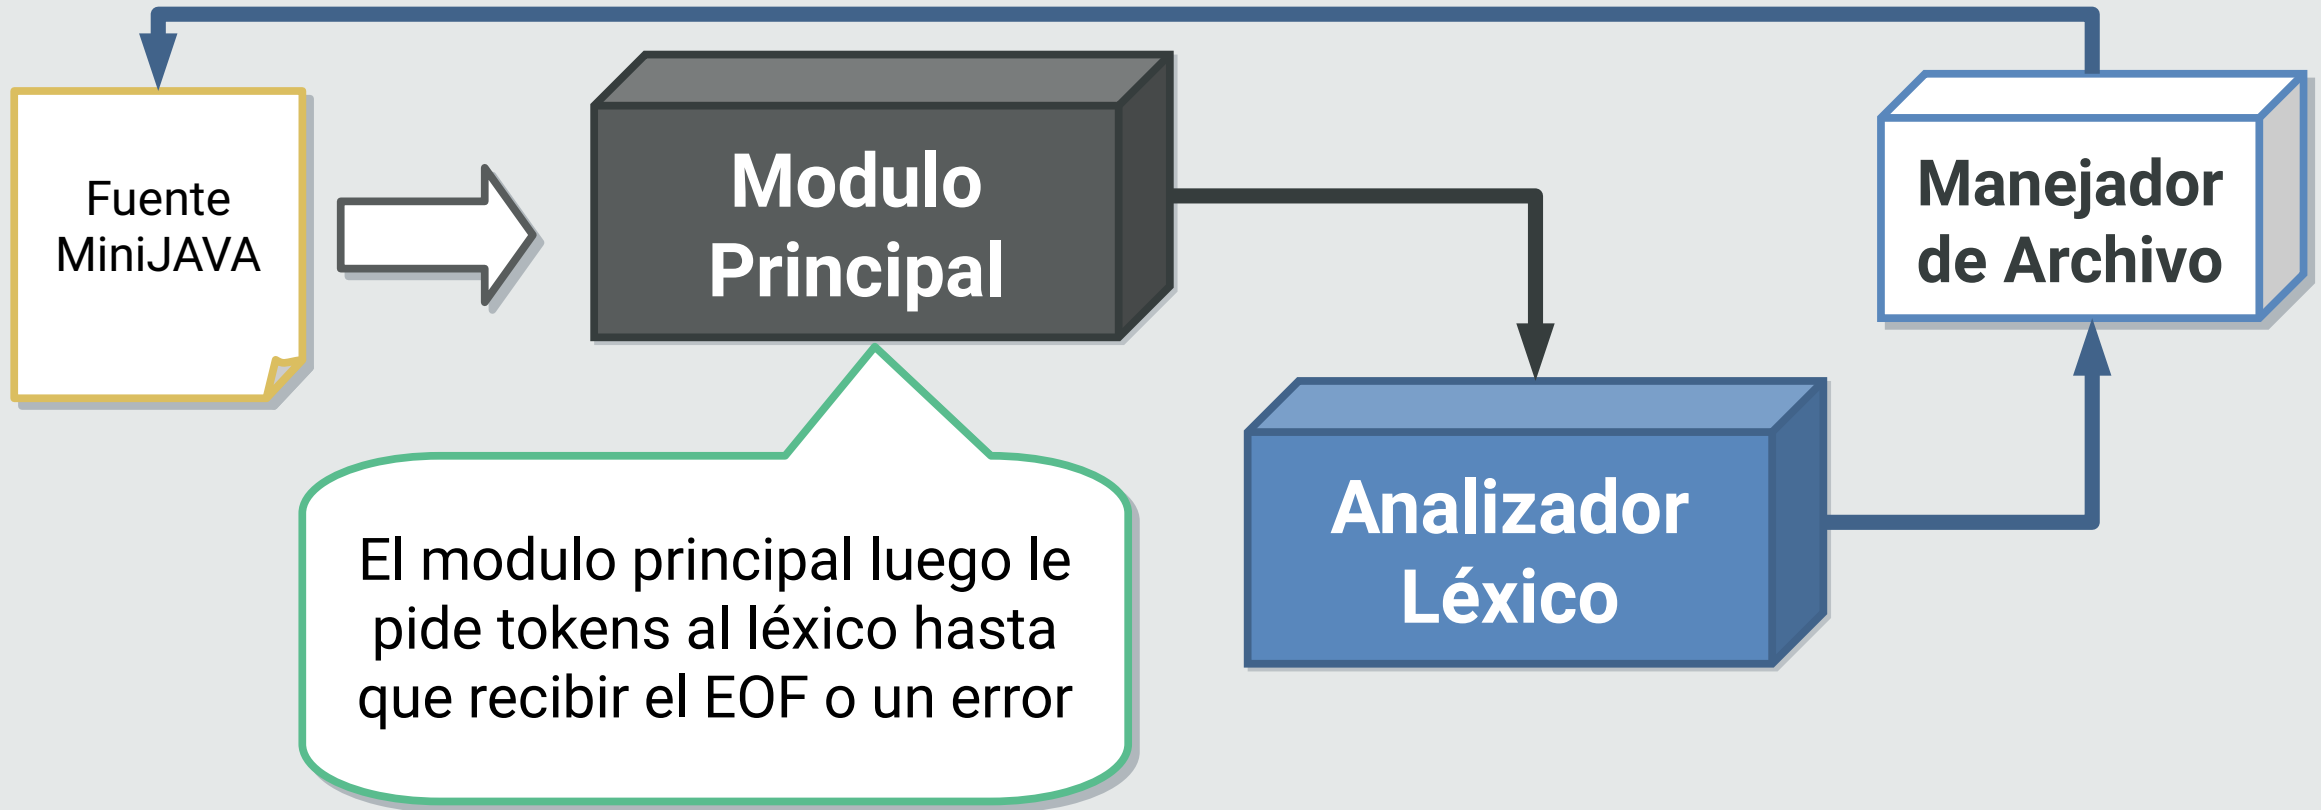 Fuente
MiniJAVA
Modulo
Principal
Manejador
de Archivo
Analizador
Léxico
El modulo principal luego le
pide tokens al léxico hasta
que recibir el EOF o un error